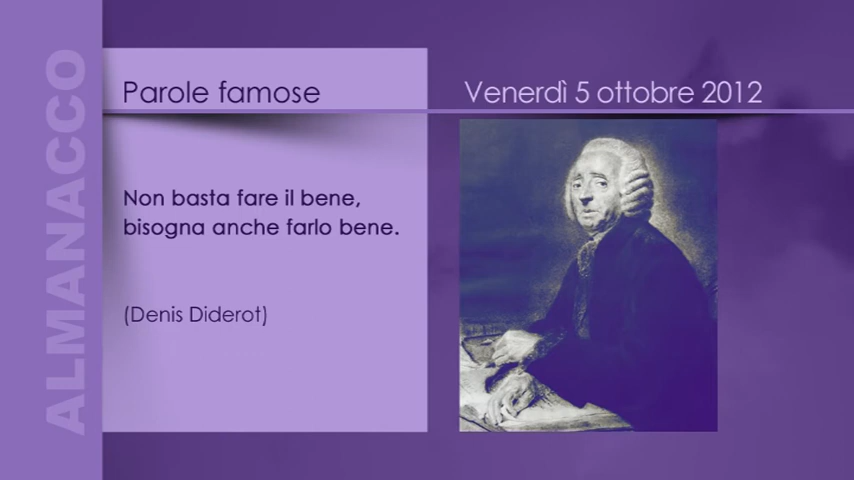 ALMANACCO
Parole famose
Venerdì 5 ottobre 2012
Non basta fare il bene,
bisogna anche farlo bene.
(Denis Diderot)